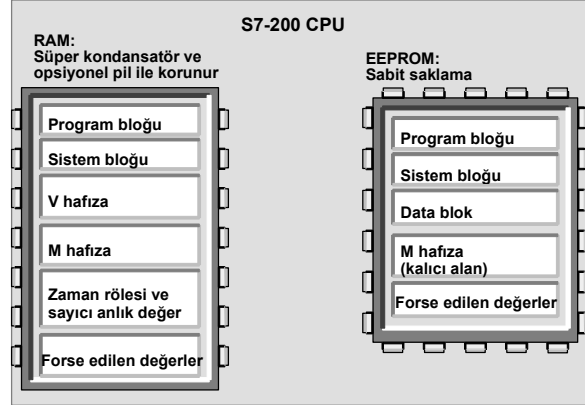 S7-200 CPU
RAM:
Süper kondansatör ve
opsiyonel pil ile korunur
Program bloğu
Sistem bloğu
V hafıza
M hafıza
Zaman rölesi ve
sayıcı anlık değer
Forse edilen değerler
EEPROM:
Sabit saklama
Program bloğu
Sistem bloğu
Data blok
M hafıza
(kalıcı alan)
Forse edilen değerler